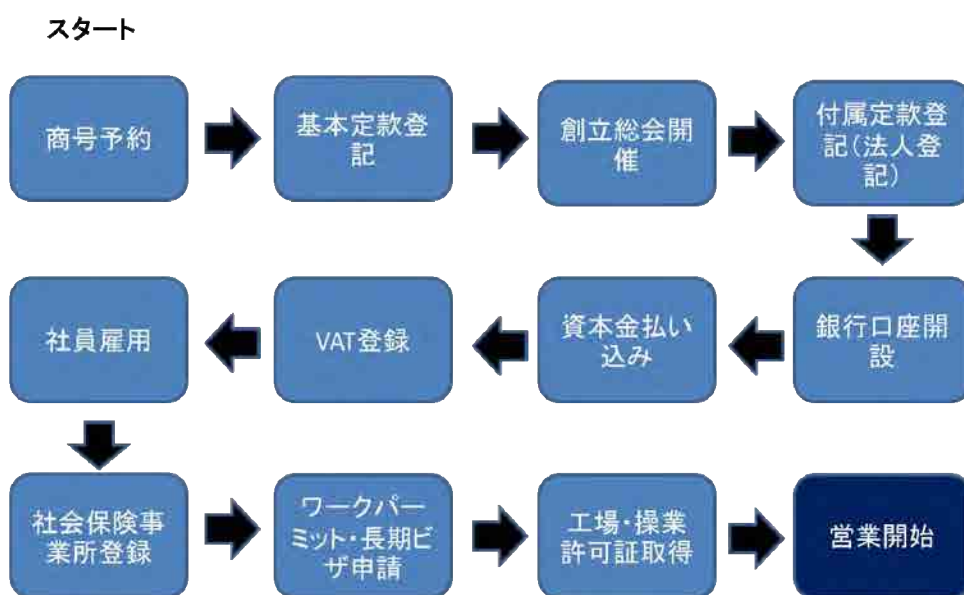 スタート
商号予約
基本定款登
記
創立総会開
催
付属定款登
記(法人登
記)
銀行口座開
設
資本金払い
込み
VAT登録
社員雇用
社会保険事
業所登録
ワークパー
ミット・長期ビ
ザ申請
工場・操業
許可証取得
営業開始